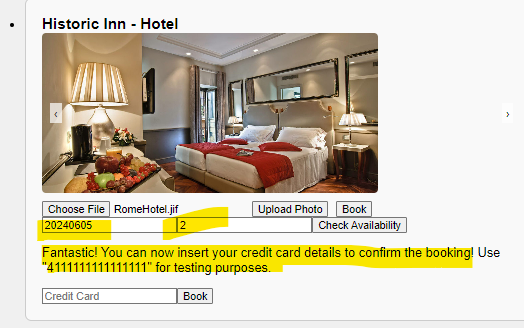 Historic Inn - Hotel
‹ ›
Choose File RomeHotel.jif Upload Photo Book
20240605 2 Check Availability
Fantastic! You can now insert your credit card details to confirm the booking! Use
"4111111111111111" for testing purposes.
Credit Card Book